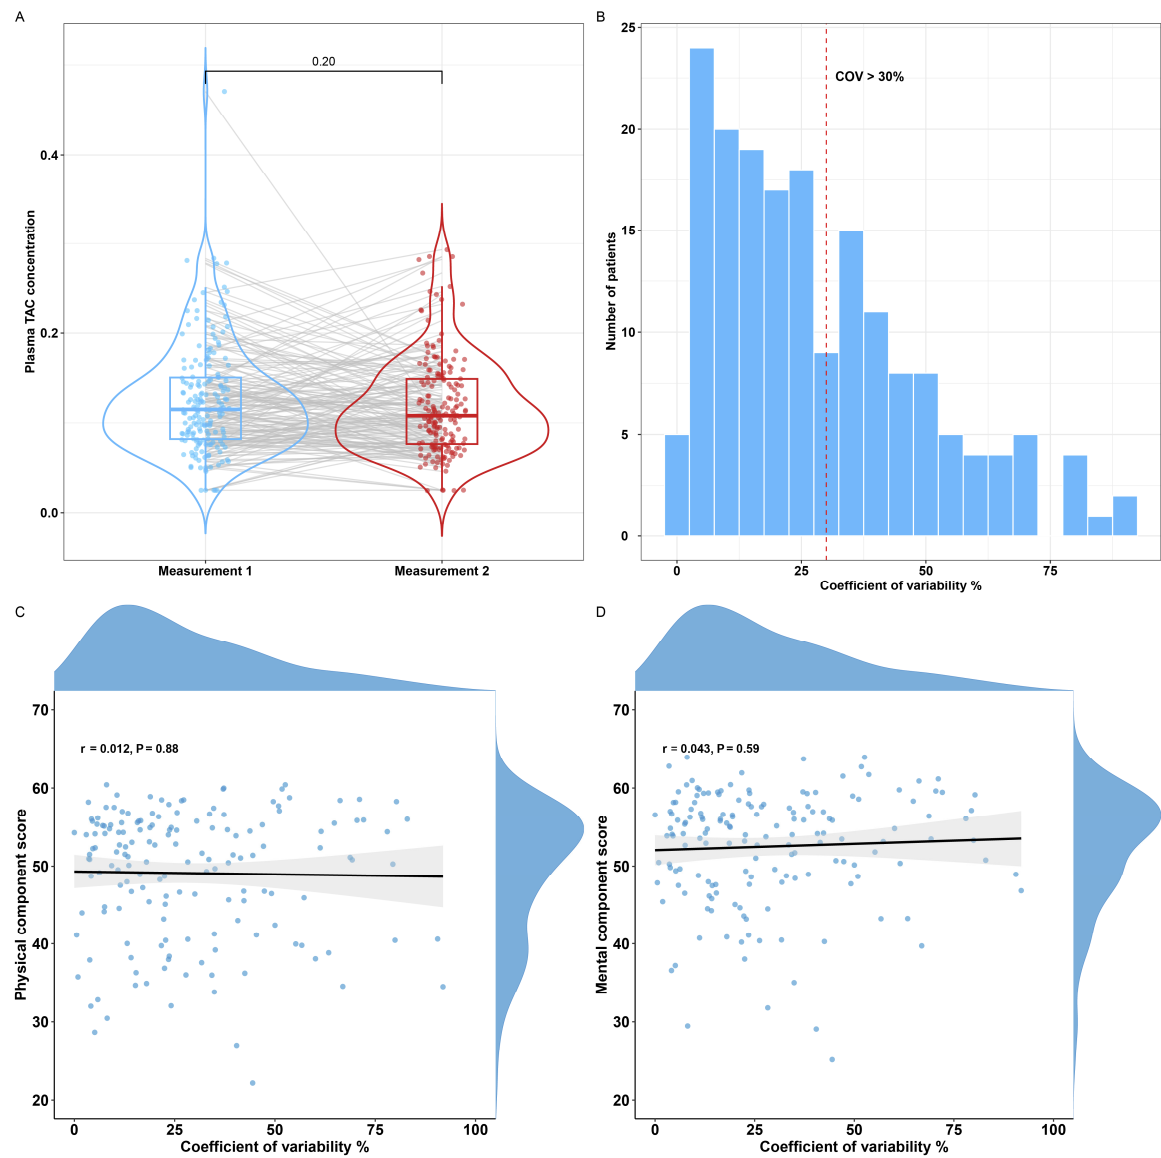 A
0.20
0.4
0.2
0.0
Plasma TAC concentration
Measurement 1
Measurement 2
B
COV > 30%
25
20
15
10
5
0
Number of patients
0
25
50
75
Coefficient of variability %
C
r = 0.012, P = 0.88
70
60
50
40
30
20
Physical component score
0
25
50
75
100
Coefficient of variability %
D
r = 0.043, P = 0.59
70
60
50
40
30
20
Mental component score
0
25
50
75
100
Coefficient of variability %